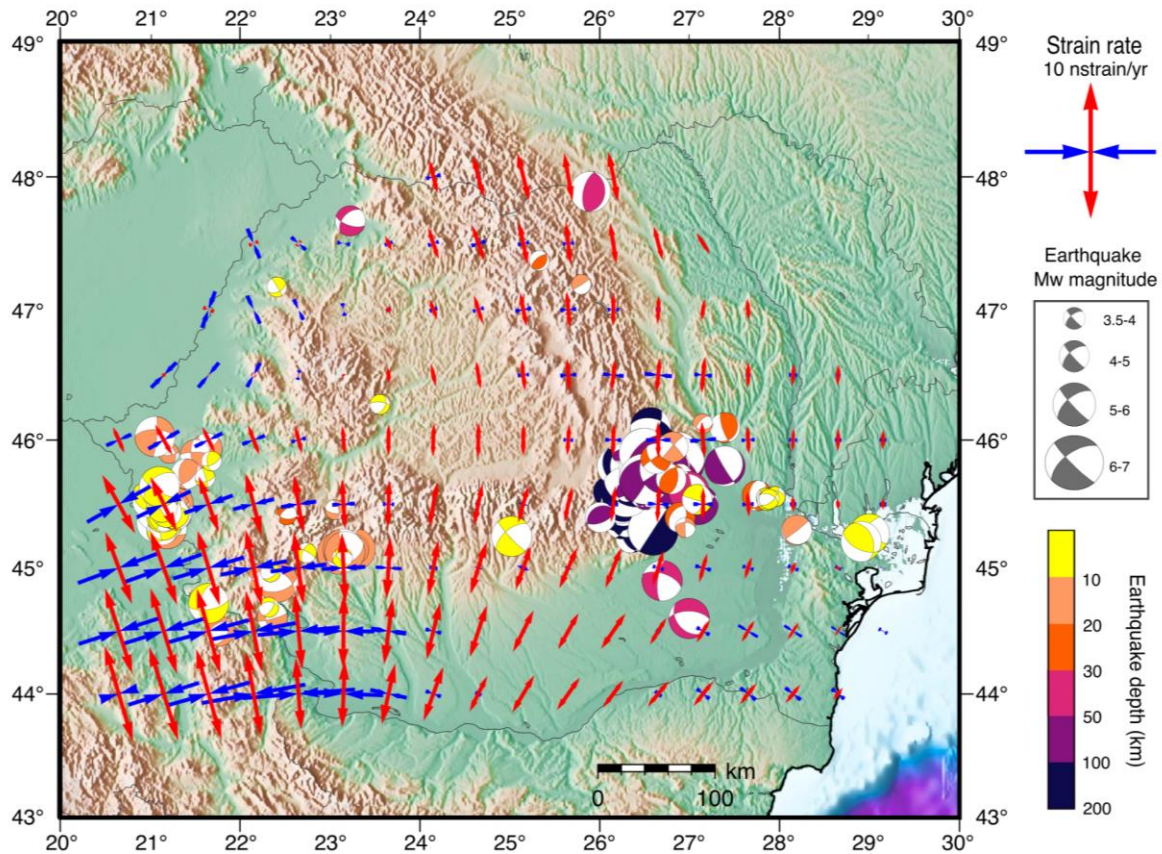 20° 21° 22° 23° 24° 25° 26° 27° 28° 29° 30°
49° 49°
48° 48°
47° 47°
46° 46°
45° 45°
44° 44°
43° 43°
20° 21° 22° 23° 24° 25° 26° 27° 28° 29° 30°
km
0 100
Strain rate
10 nstrain/yr
Earthquake
Mw magnitude
3.5-4
4-5
5-6
6-7
10
20
30
50
100
200
Earthquake depth (km)